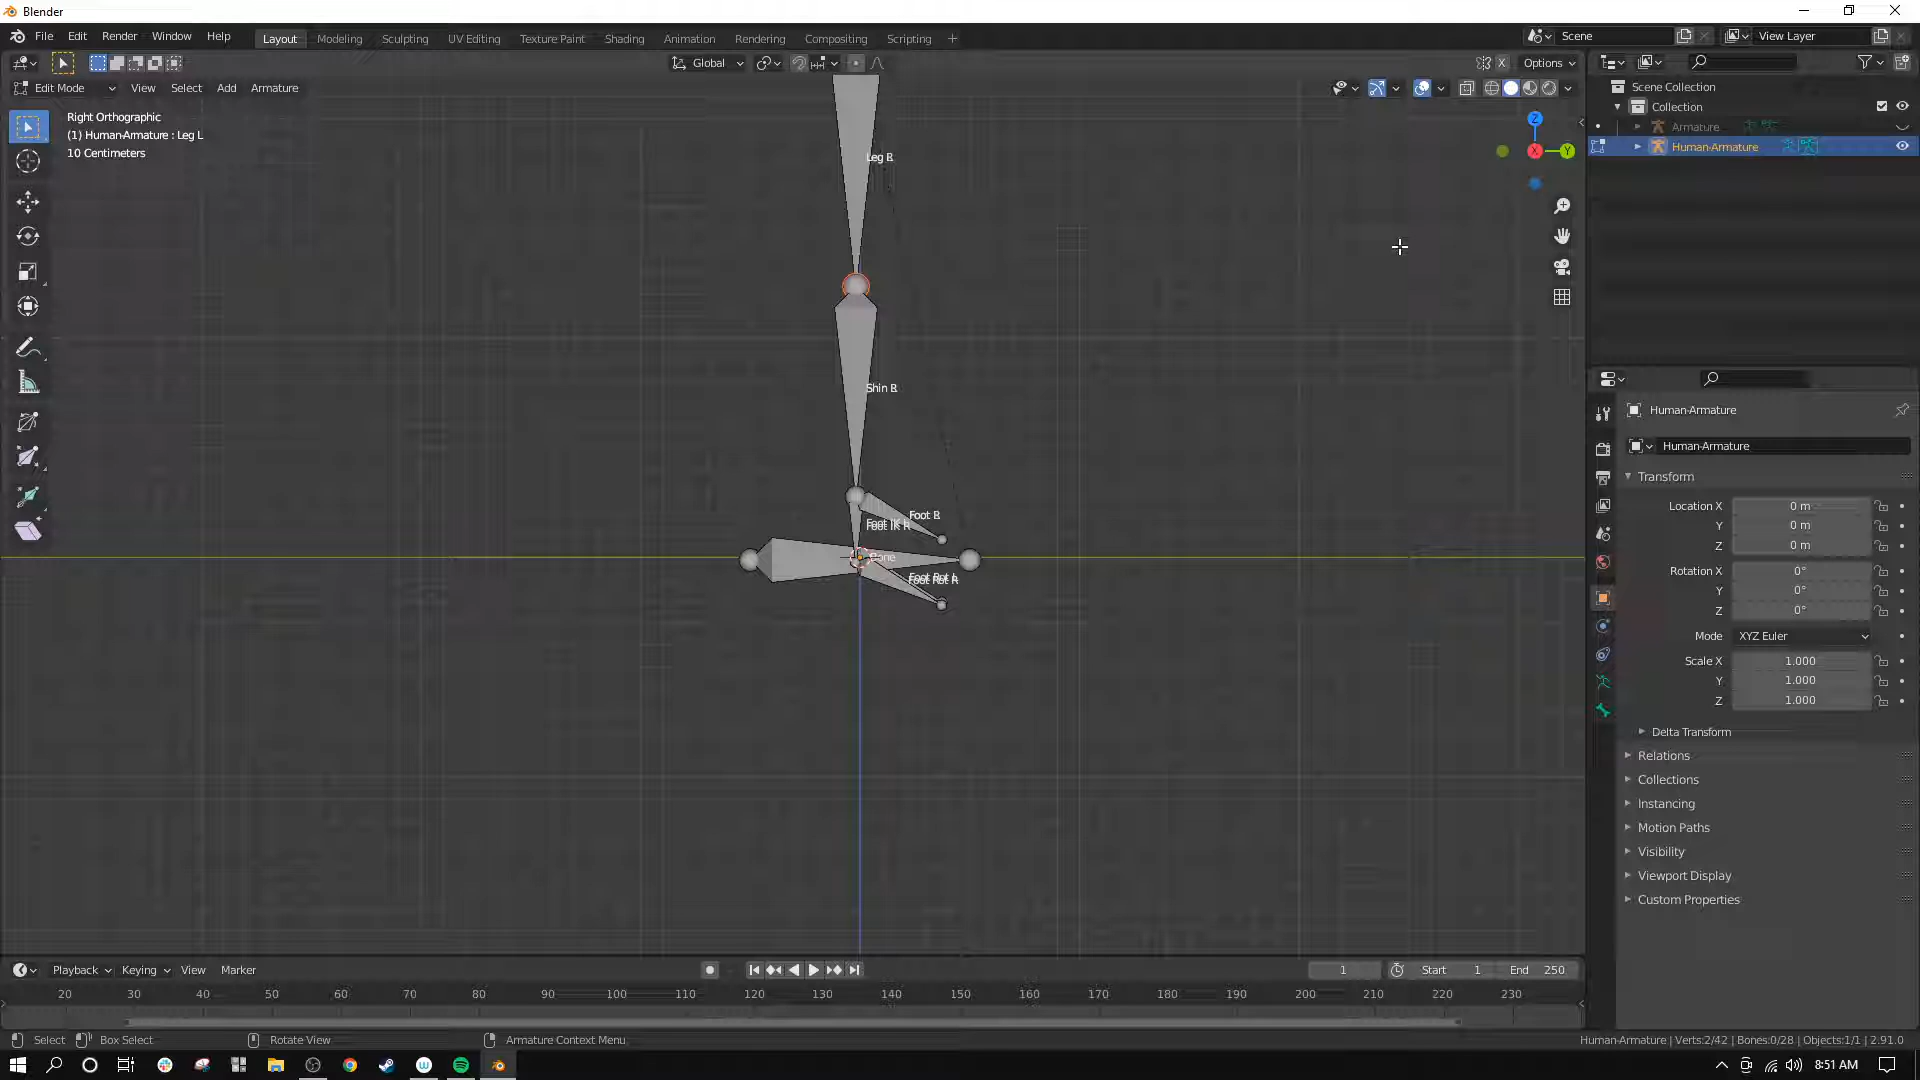 Blender
File Edit Render Window Help
Layout Modeling Sculpting UV Editing Texture Paint Shading Animation Rendering Compositing Scripting +
Scene
View Layer
Global
X
Options
Edit Mode View Select Add Armature
Right Orthographic
(1) Human-Armature : Leg L
10 Centimeters
Z
X
Y
Leg R
Shin R
Foot R
Foot IK R
Bone
Foot Rot R
Scene Collection
Collection
Armature
Human-Armature
Human-Armature
Human-Armature
Transform
Location X 0 m
Y 0 m
Z 0 m
Rotation X 0°
Y 0°
Z 0°
Mode XYZ Euler
Scale X 1.000
Y 1.000
Z 1.000
Delta Transform
Relations
Collections
Instancing
Motion Paths
Visibility
Viewport Display
Custom Properties
Playback Keying View Marker
1 Start 1 End 250
20 30 40 50 60 70 80 90 100 110 120 130 140 150 160 170 180 190 200 210 220 230
Select Box Select Rotate View Armature Context Menu
Human-Armature | Verts:2/42 | Bones:0/28 | Objects:1/1 | 2.91.0
8:51 AM